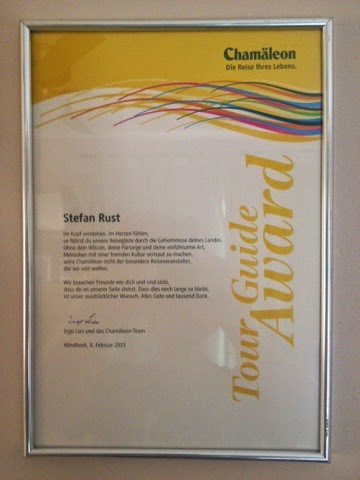 Chamäleon
Die Reise Ihres Lebens.
Stefan Rust
Im Kopf verstehen, im Herzen fühlen,
so führst du unsere Reisegäste durch die Geheimnisse deines Landes.
Ohne dein Wissen, deine Fürsorge und deine einfühlsame Art,
Menschen mit einer fremden Kultur vertraut zu machen,
wäre Chamäleon nicht der besondere Reiseveranstalter,
der wir sein wollen.
Wir brauchen Freunde wie dich und sind stolz,
dass du an unserer Seite stehst. Dass dies noch lange so bleibt,
ist unser ausdrücklicher Wunsch. Alles Gute und tausend Dank.
Ingo Lies und das Chamäleon-Team
Windhoek, 6. Februar 2015
Tour Guide
Award